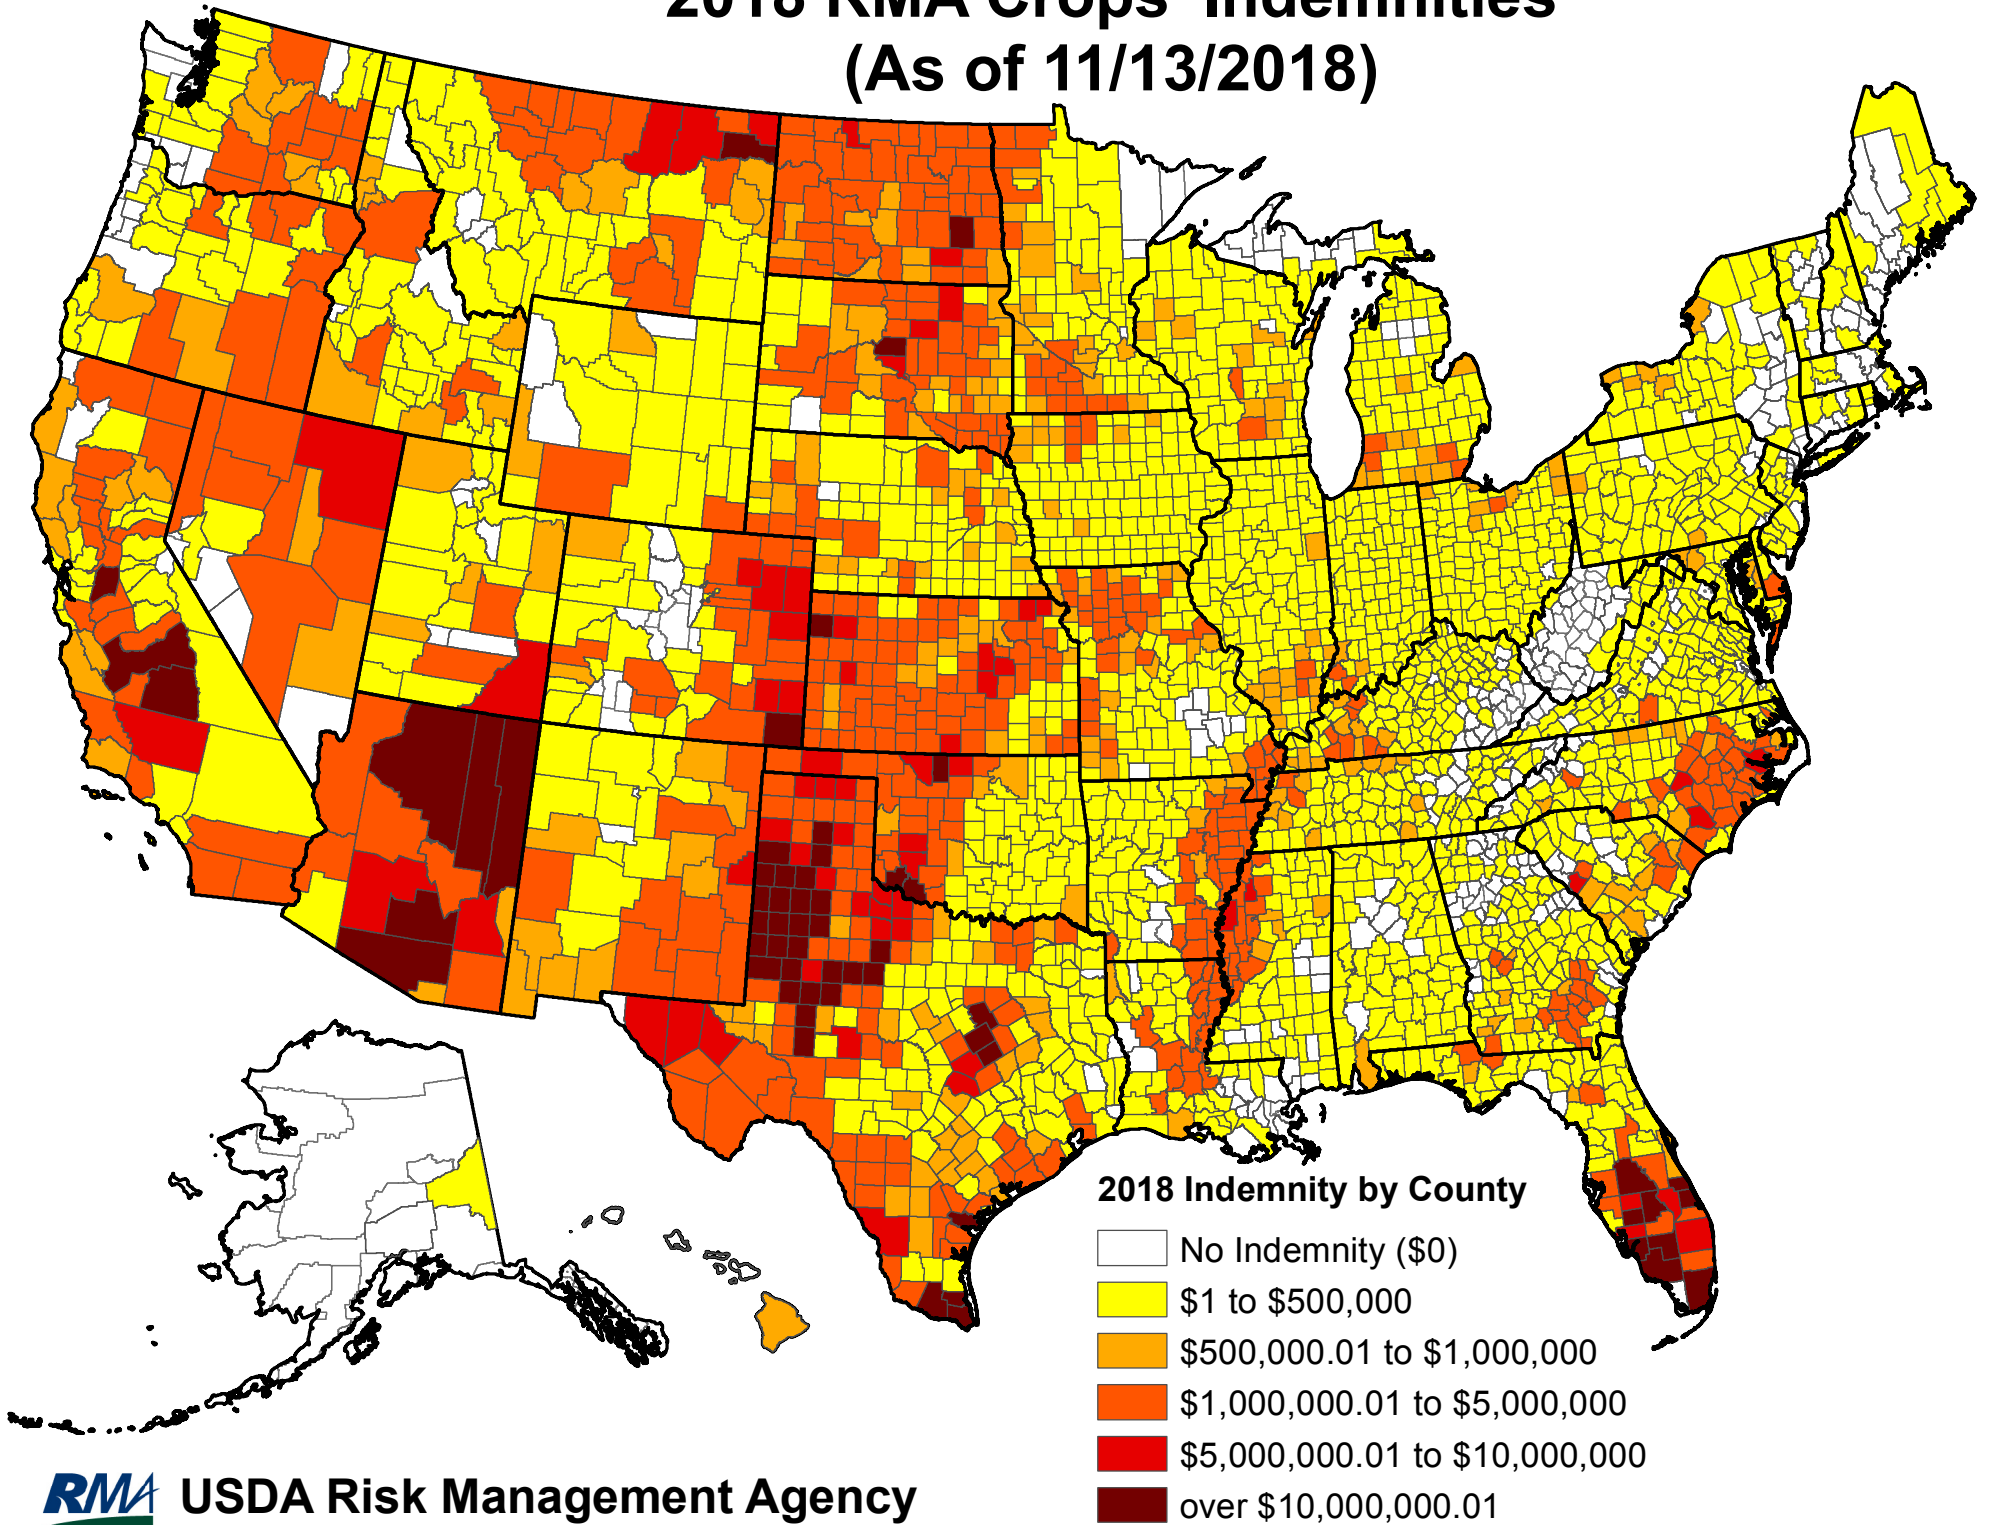 2018 RMA Crops' Indemnities
(As of 11/13/2018)
2018 Indemnity by County
No Indemnity ($0)
$1 to $500,000
$500,000.01 to $1,000,000
$1,000,000.01 to $5,000,000
$5,000,000.01 to $10,000,000
over $10,000,000.01
RMA USDA Risk Management Agency